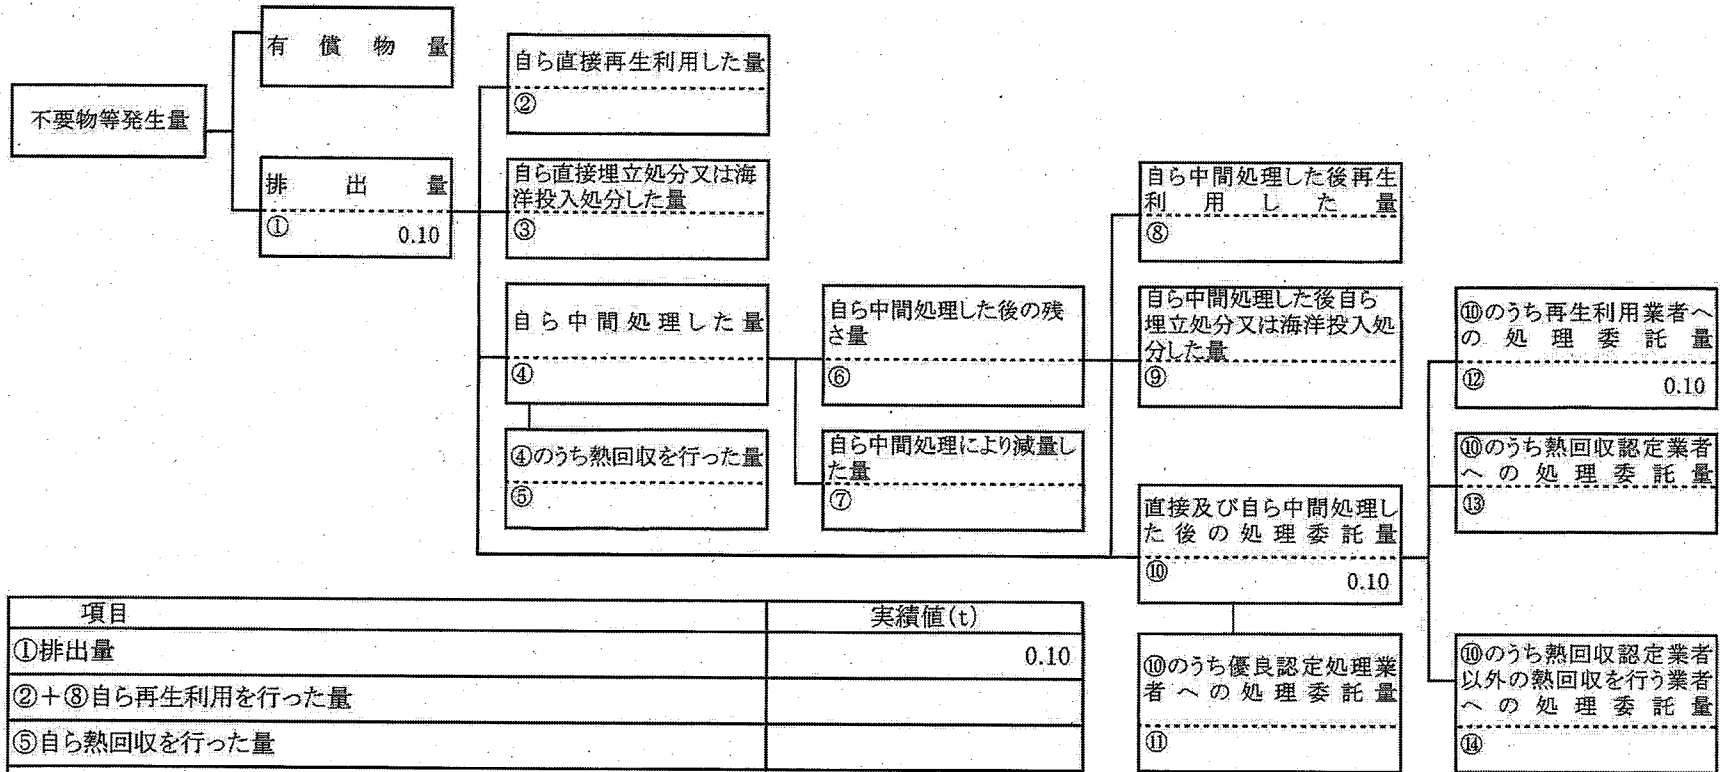 有償物量
不要物等発生量
排出量
① 0.10
自ら直接再生利用した量
②
自ら直接埋立処分又は海
洋投入処分した量
③
自ら中間処理した量
④
④のうち熱回収を行った量
⑤
自ら中間処理した後の残
さ量
⑥
自ら中間処理により減量し
た量
⑦
自ら中間処理した後再生
利用した量
⑧
自ら中間処理した後自ら
埋立処分又は海洋投入処
分した量
⑨
直接及び自ら中間処理し
た後の処理委託量
⑩ 0.10
⑩のうち優良認定処理業
者への処理委託量
⑪
⑩のうち再生利用業者へ
の処理委託量
⑫ 0.10
⑩のうち熱回収認定業者
への処理委託量
⑬
⑩のうち熱回収認定業者
以外の熱回収を行う業者
への処理委託量
⑭
項目 実績値(t)
①排出量 0.10
②+⑧自ら再生利用を行った量
⑤自ら熱回収を行った量